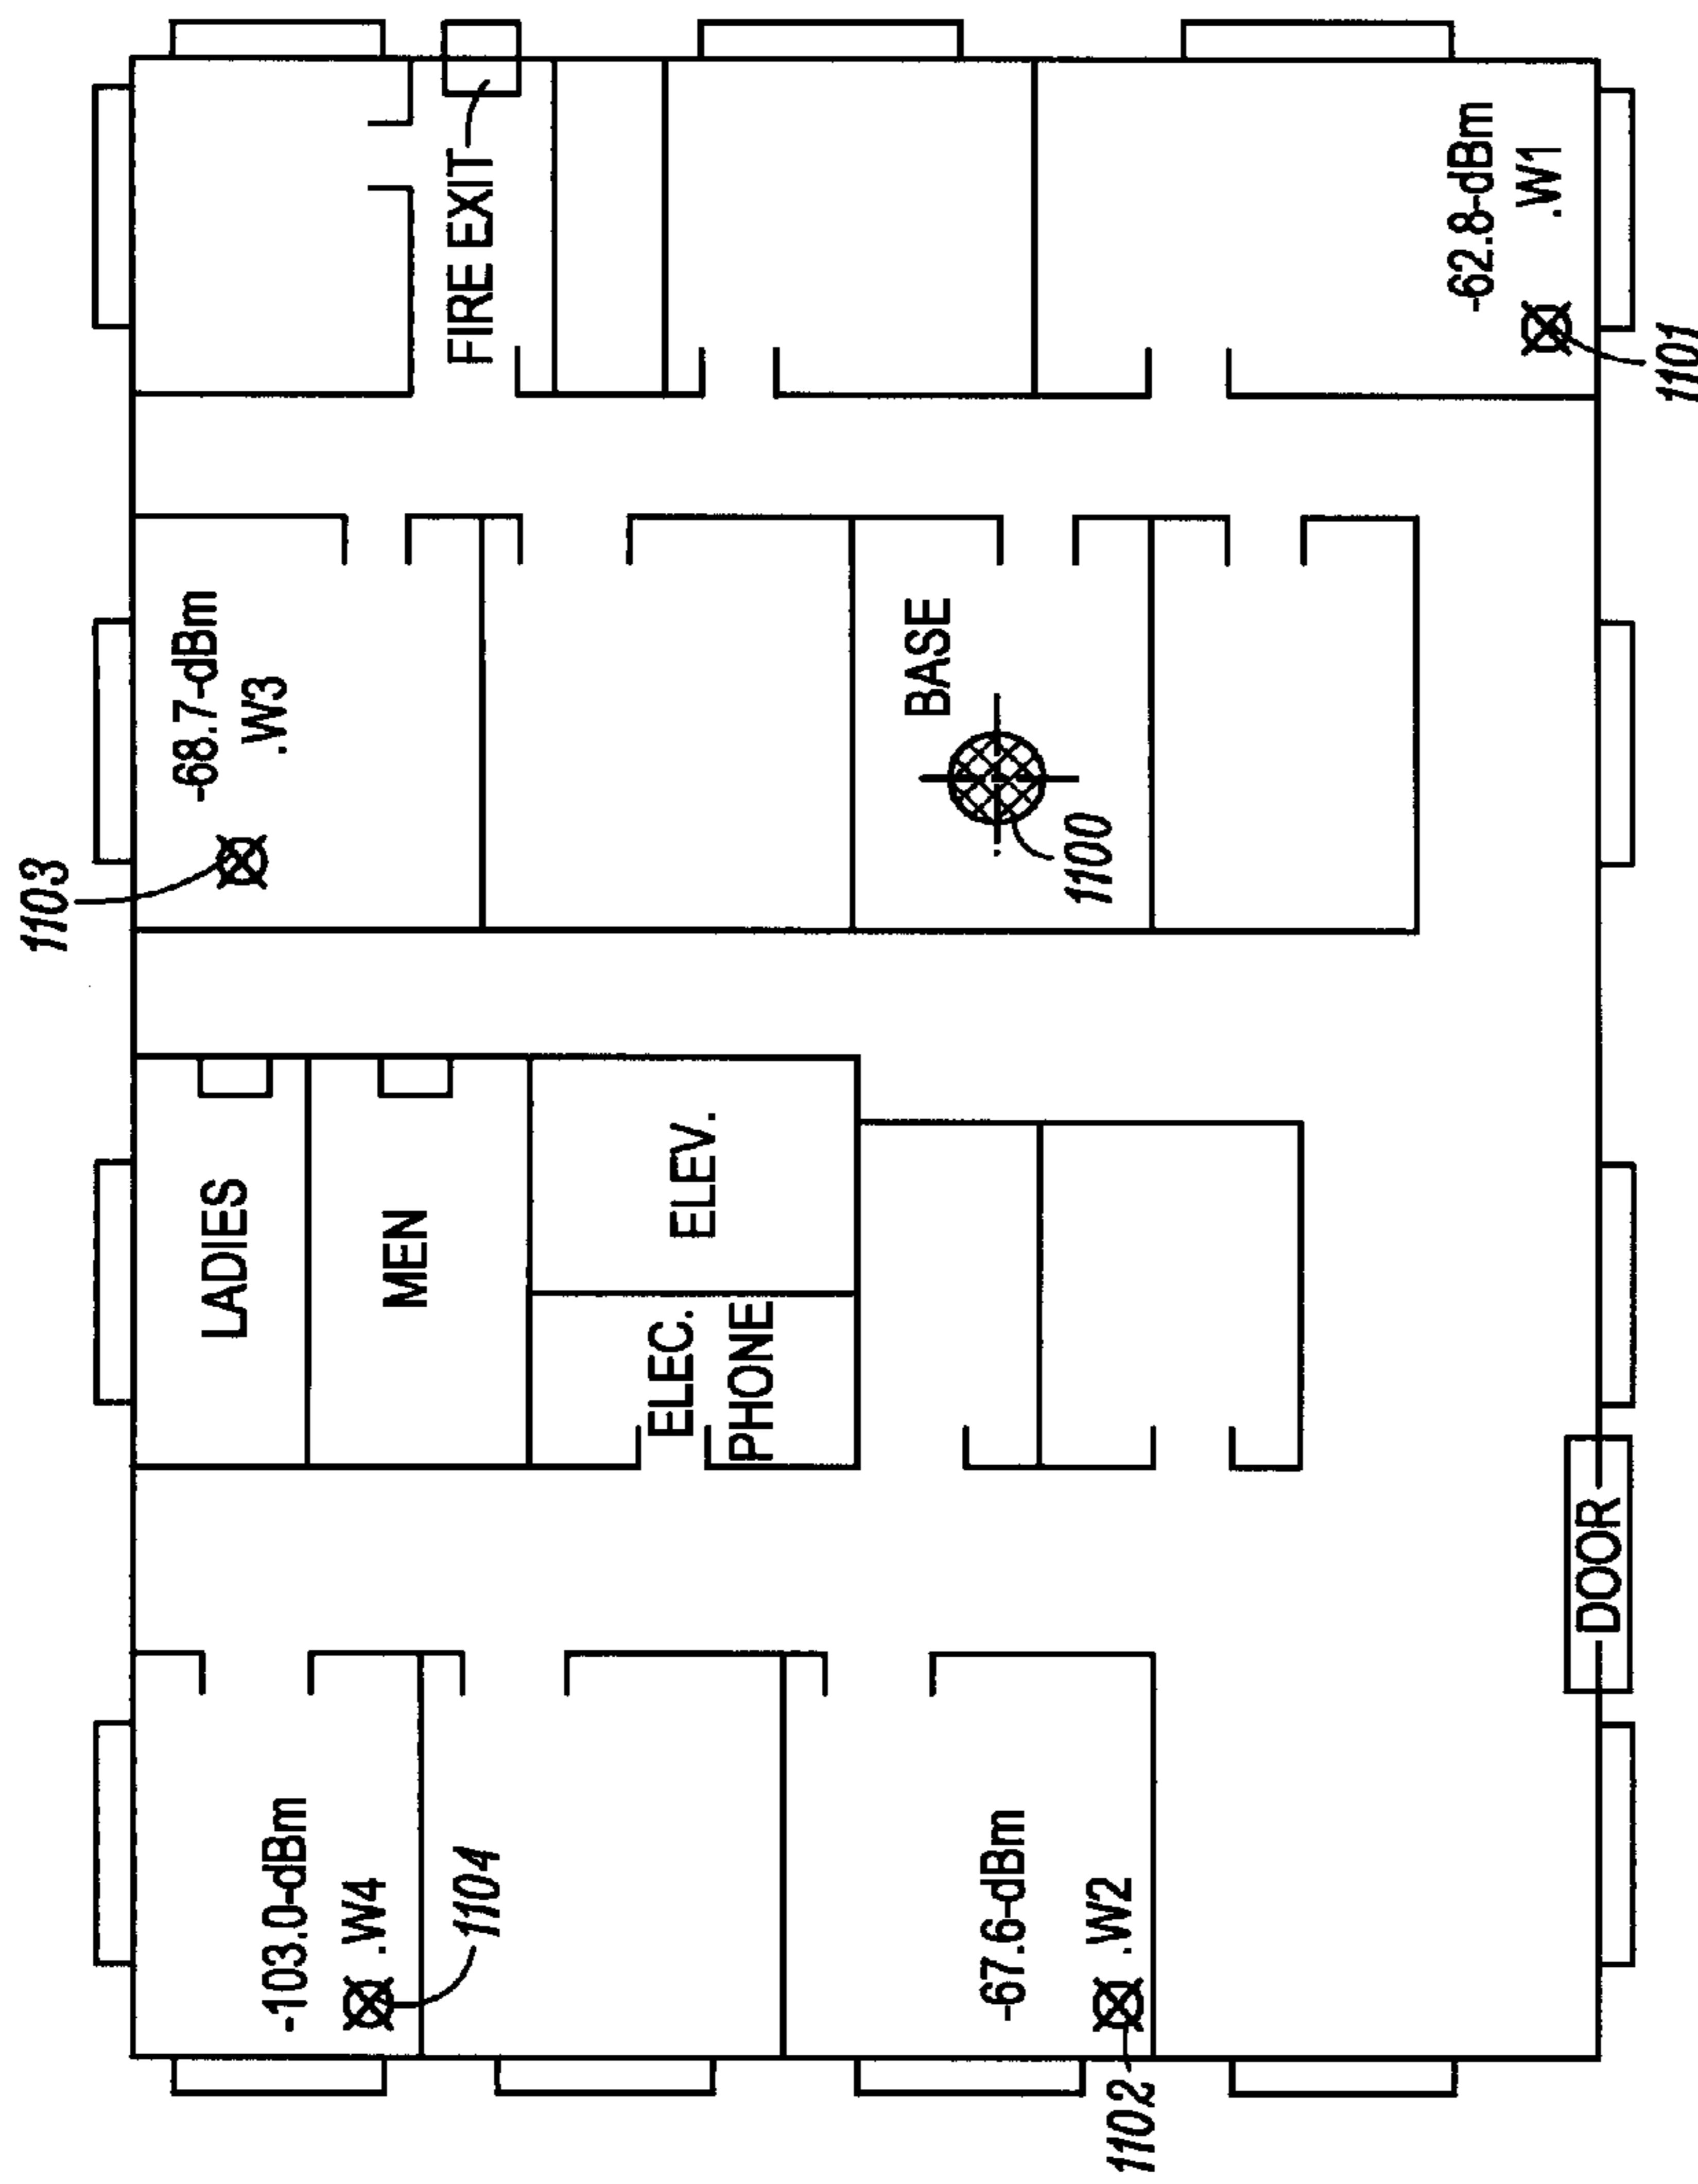 1103
-68.7-dBm
.W3
LADIES
-103.0-dBm
.W4
MEN
1104
FIRE EXIT
ELEC.
PHONE
ELEV.
BASE
-67.6-dBm
.W2
1100
1102
-62.8-dBm
.W1
DOOR
1101